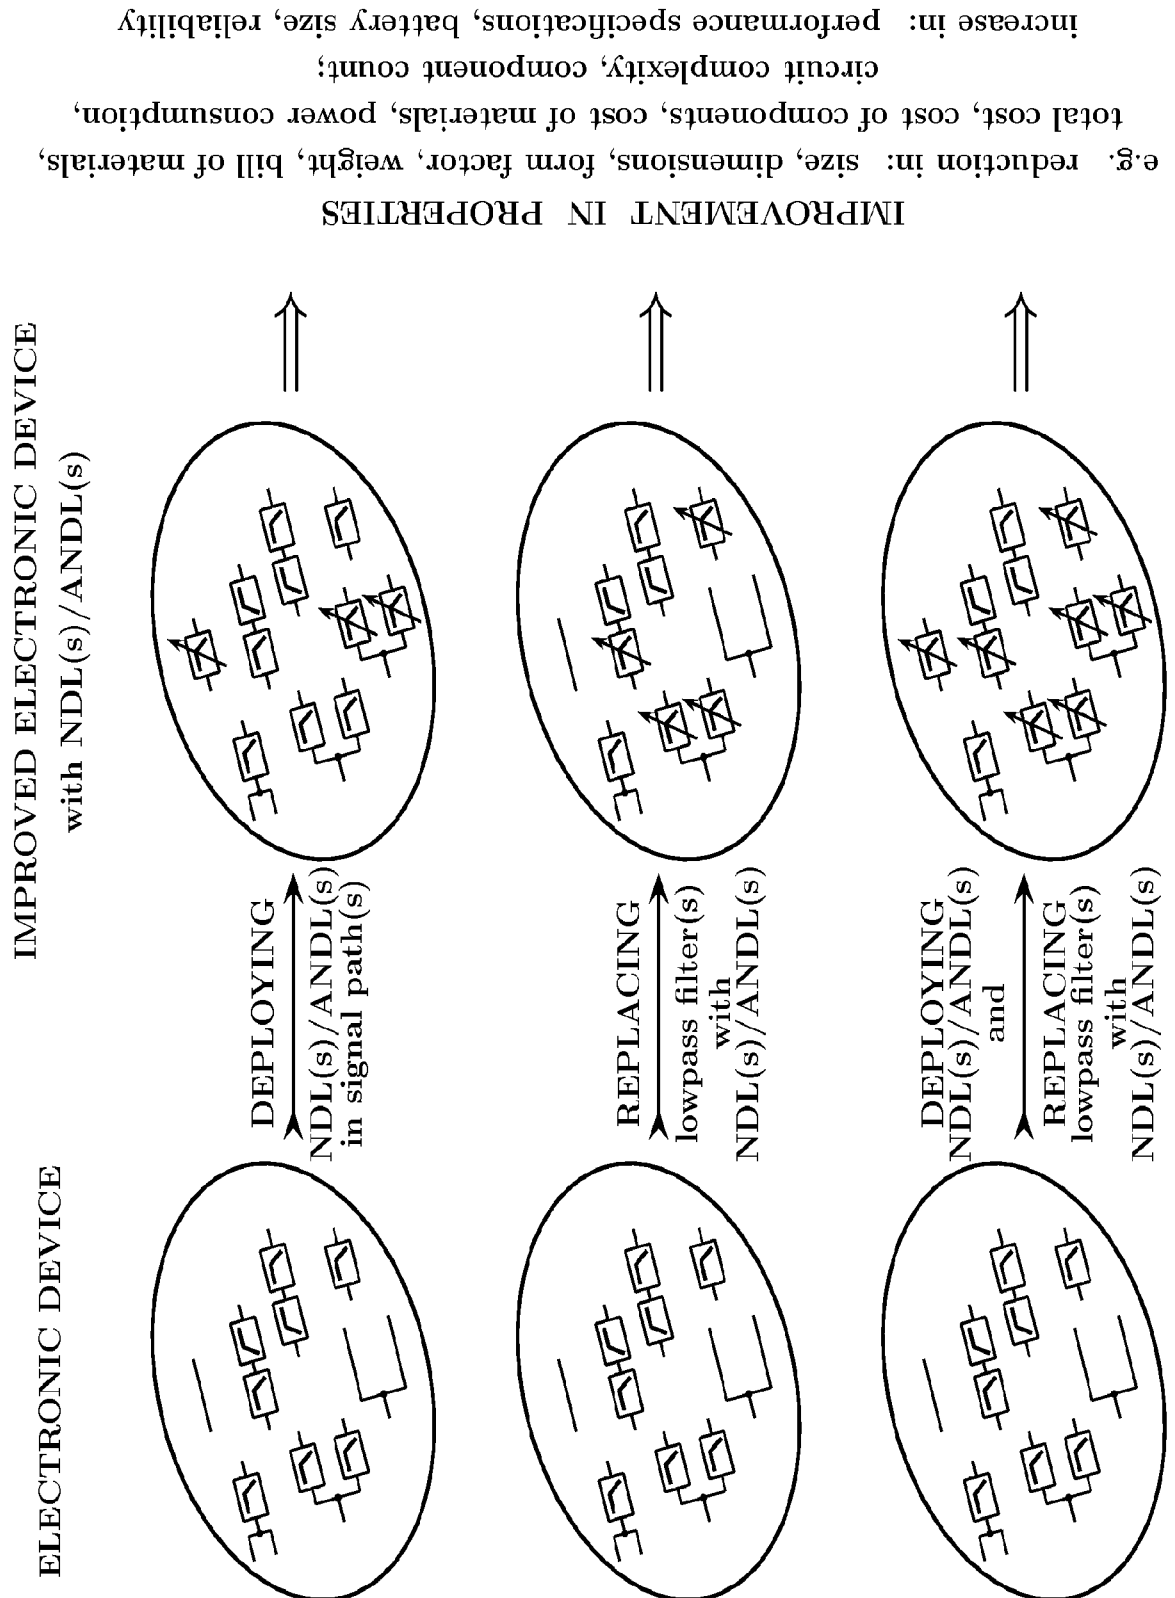 ELECTRONIC DEVICE
IMPROVED ELECTRONIC DEVICE
with NDL(s)/ANDL(s)
DEPLOYING
NDL(s)/ANDL(s)
in signal path(s)
REPLACING
lowpass filter(s)
with
NDL(s)/ANDL(s)
DEPLOYING
NDL(s)/ANDL(s)
and
REPLACING
lowpass filter(s)
with
NDL(s)/ANDL(s)
IMPROVEMENT IN PROPERTIES
e.g. reduction in: size, dimensions, form factor, weight, bill of materials,
total cost, cost of components, cost of materials, power consumption,
circuit complexity, component count;
increase in: performance specifications, battery size, reliability